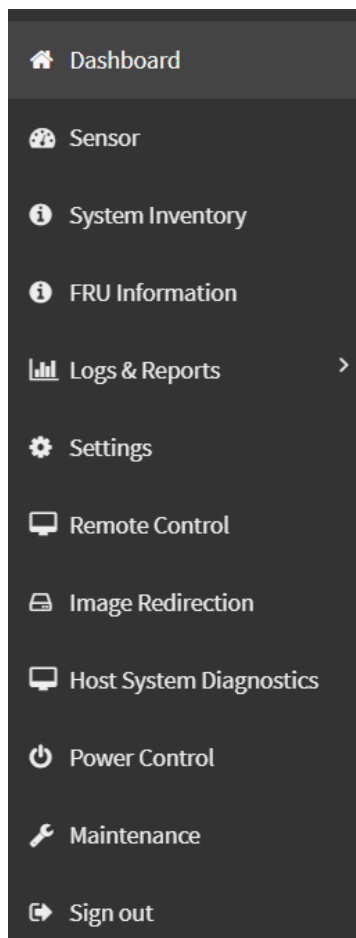 Dashboard
Sensor
System Inventory
FRU Information
Logs & Reports
Settings
Remote Control
Image Redirection
Host System Diagnostics
Power Control
Maintenance
Sign out